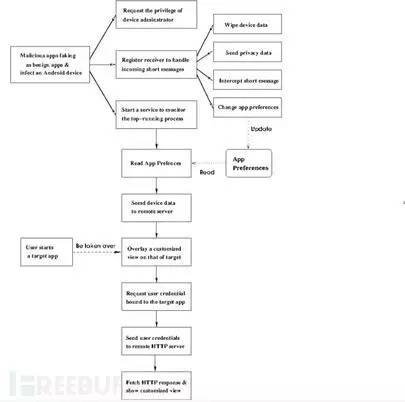 Request the privilege of
device administrator
Wipe device data
Malicious apps faking
as benign apps &
infect an Android device
Register receiver to handle
incoming short messages
Send privacy data
Intercept short message
Change app preferences
Start a service to monitor
the top-running process
Update
Read App Prefences
Read
App
Preferences
Send device data
to remote server
User starts
a target app
Be taken over
Overlay a customized
view on that of target
Request user credential
bound to the target app
Send user credentials
to remote HTTP server
Fetch HTTP response &
show customized view
FREEBUF